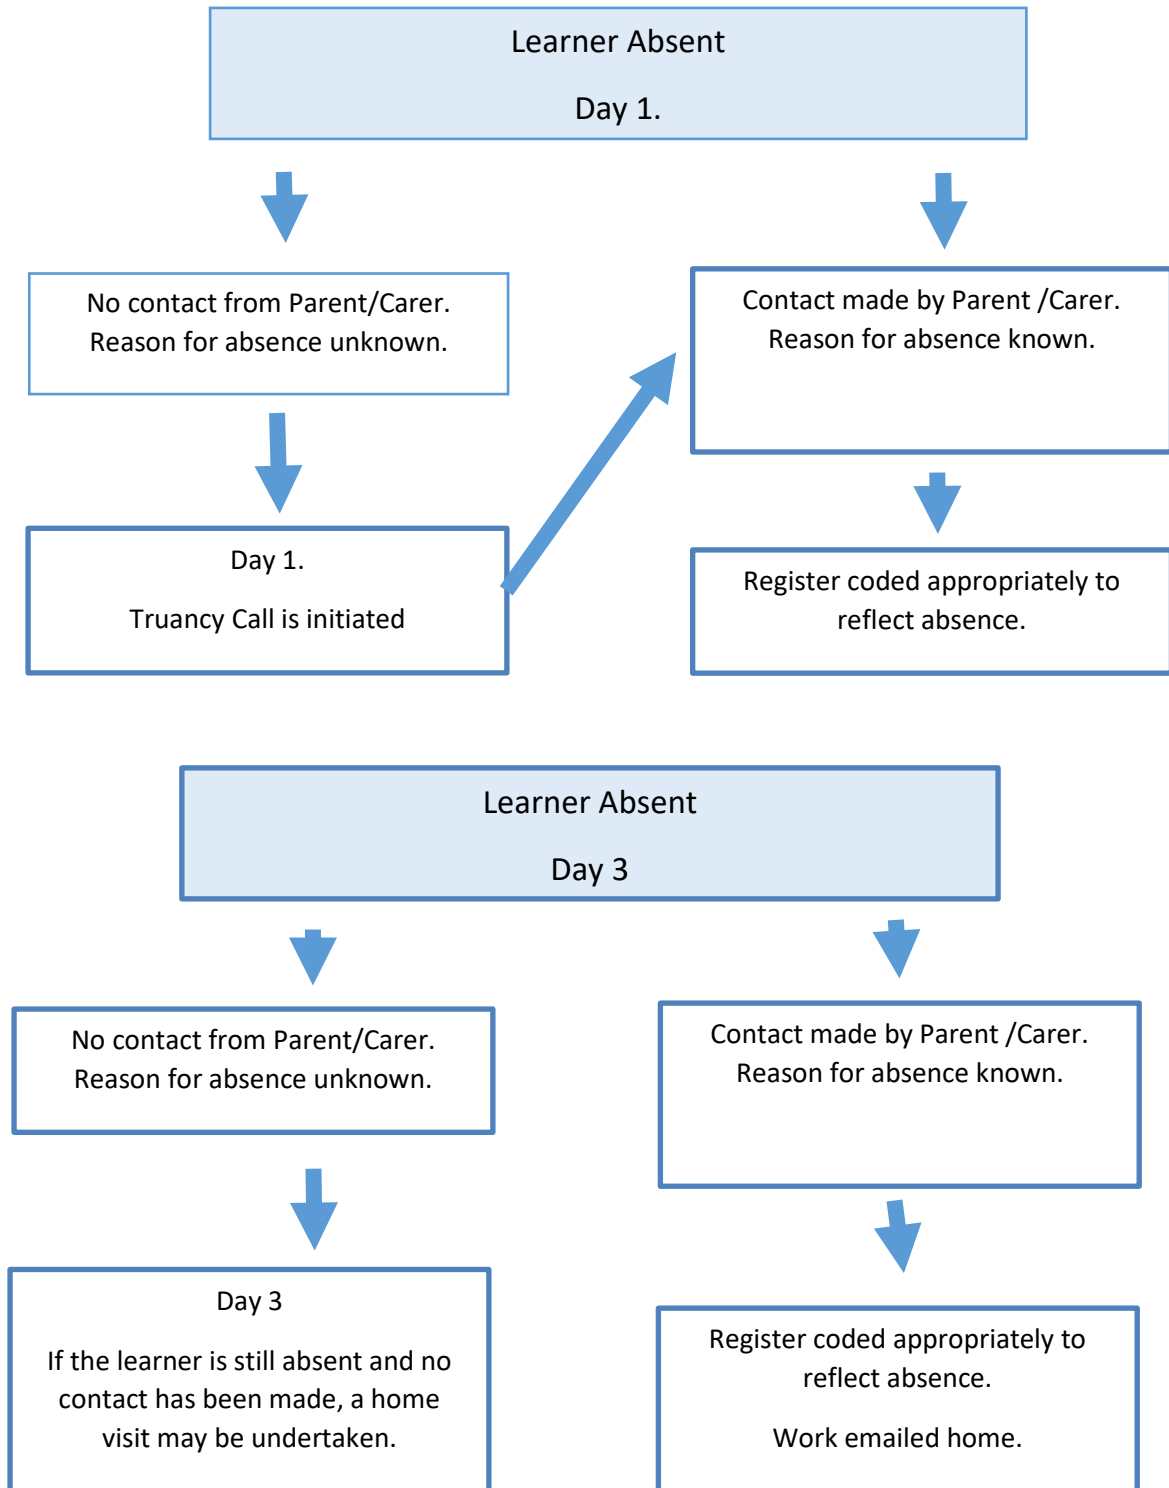 Learner Absent
Day 1.
No contact from Parent/Carer.
Reason for absence unknown.
Contact made by Parent /Carer.
Reason for absence known.
Day 1.
Truancy Call is initiated
Register coded appropriately to
reflect absence.
Learner Absent
Day 3
No contact from Parent/Carer.
Reason for absence unknown.
Contact made by Parent /Carer.
Reason for absence known.
Day 3
If the learner is still absent and no
contact has been made, a home
visit may be undertaken.
Register coded appropriately to
reflect absence.
Work emailed home.